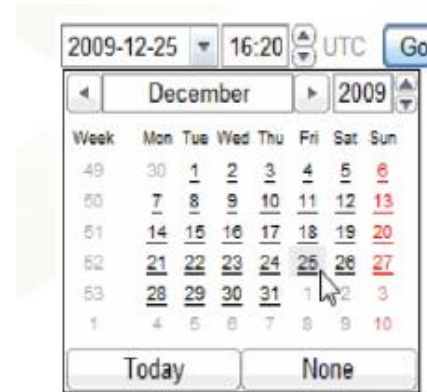 2009-12-25 16:20 UTC Go
December 2009
Week Mon Tue Wed Thu Fri Sat Sun
49 30 1 2 3 4 5 6
50 7 8 9 10 11 12 13
51 14 15 16 17 18 19 20
52 21 22 23 24 25 26 27
53 28 29 30 31 1 2 3
1 4 5 6 7 8 9 10
Today None